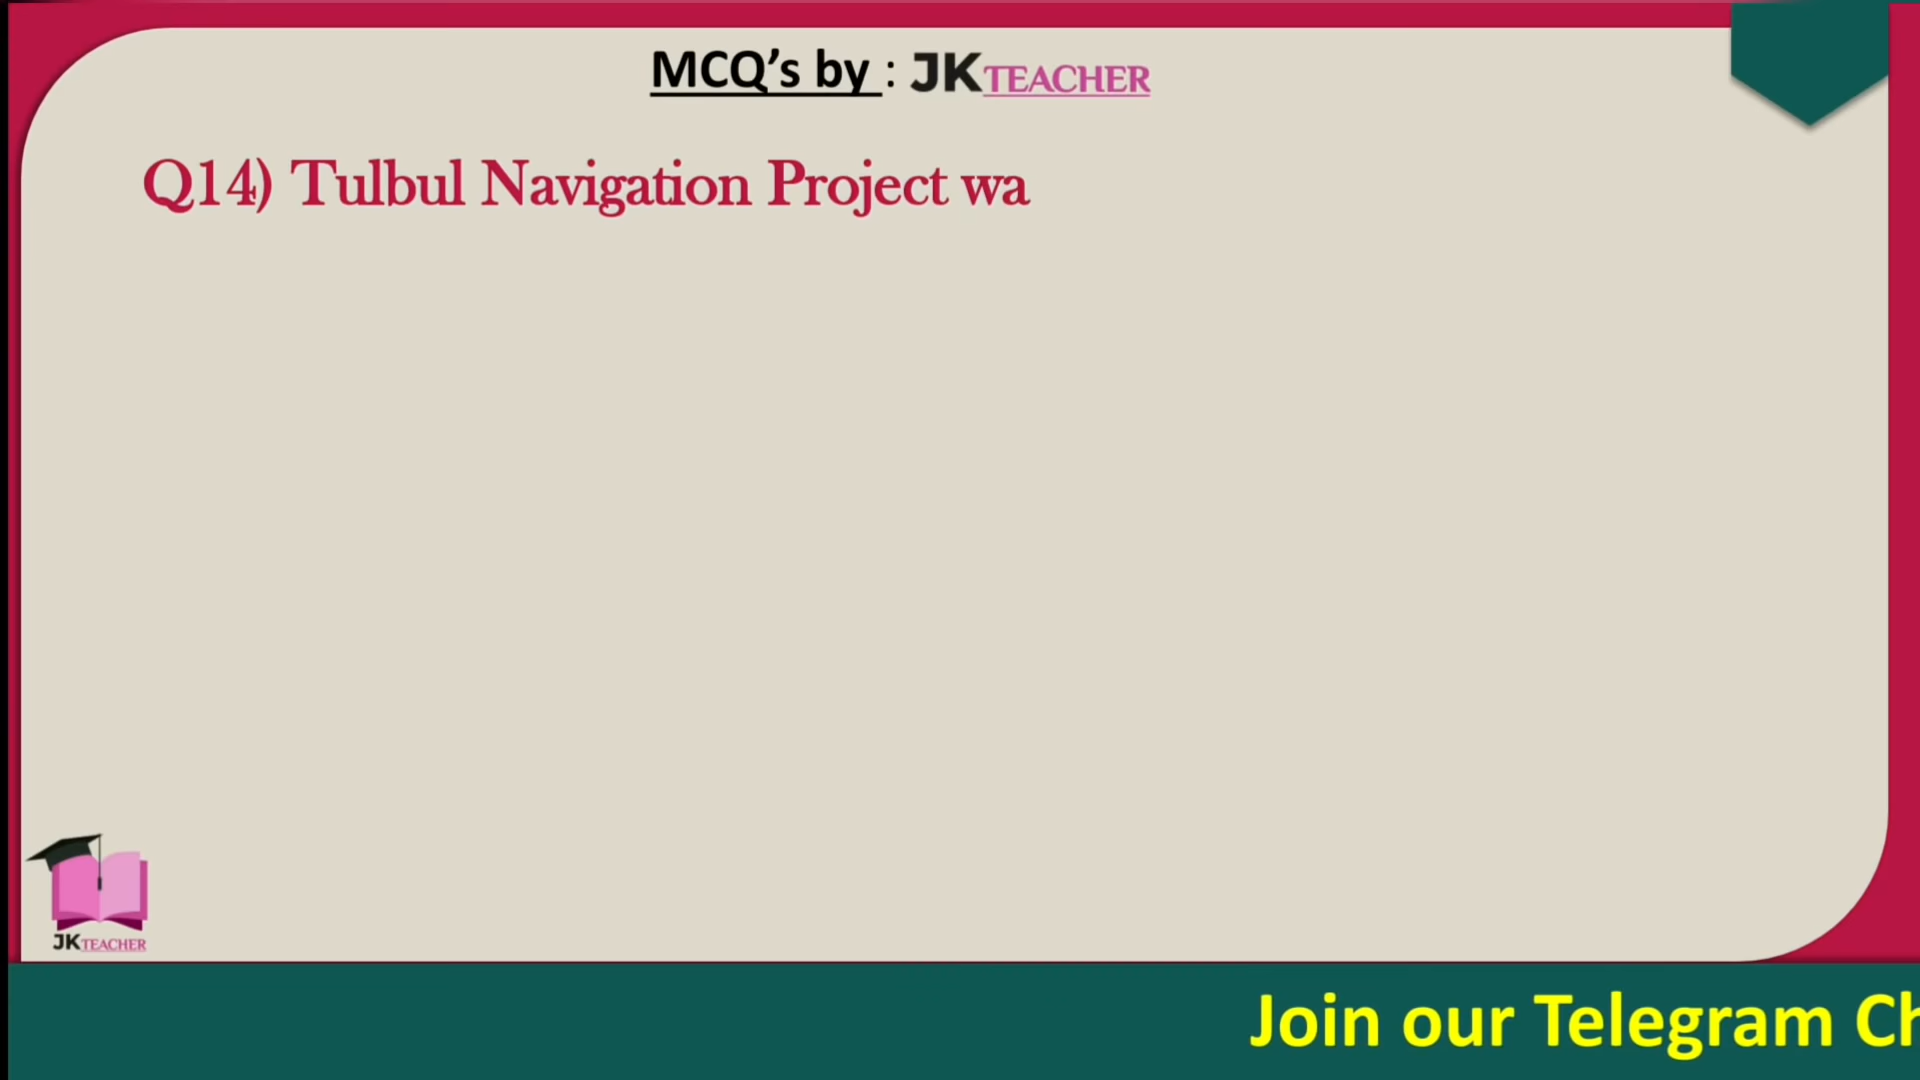 MCQ’s by : JKTEACHER
Q14) Tulbul Navigation Project wa
JKTEACHER
Join our Telegram Ch